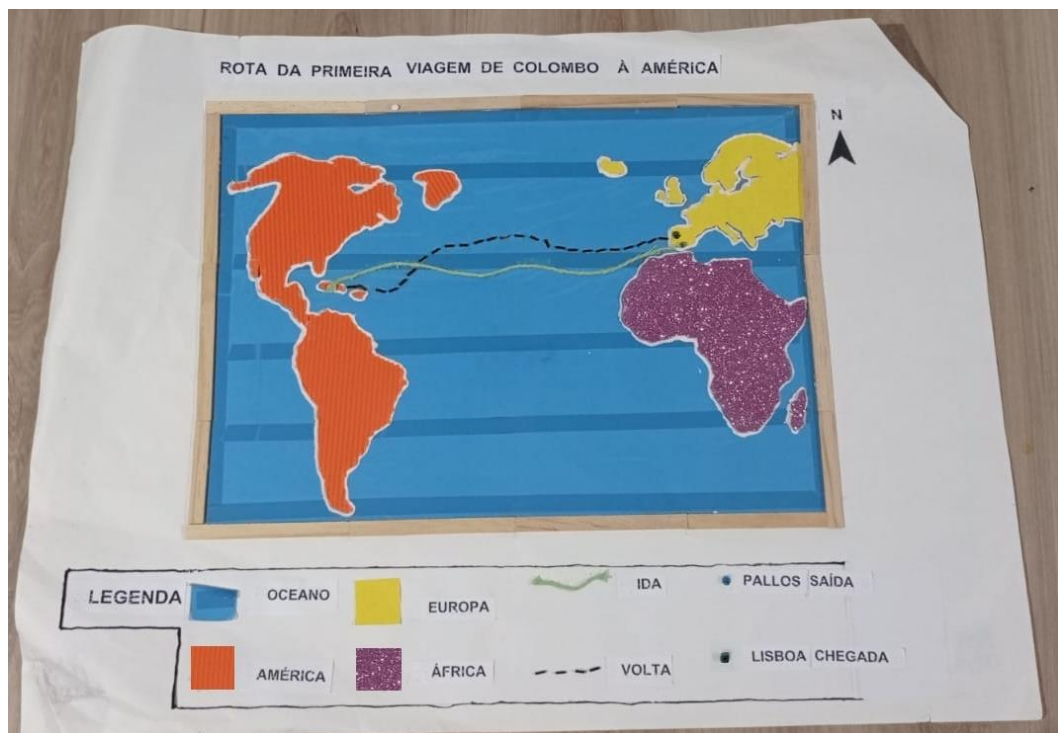 ROTA DA PRIMEIRA VIAGEM DE COLOMBO À AMÉRICA
N
LEGENDA
OCEANO
EUROPA
IDA
PALLOS SAÍDA
AMÉRICA
ÁFRICA
VOLTA
LISBOA CHEGADA